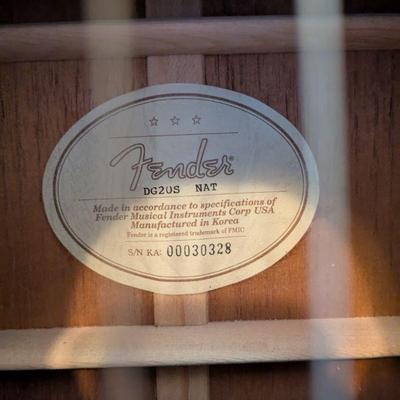 Fender®
DG20S NAT
Made in accordance to specifications of
Fender Musical Instruments Corp USA
Manufactured in Korea
Fender is a registered trademark of FMIC
S/N KA: 00030328